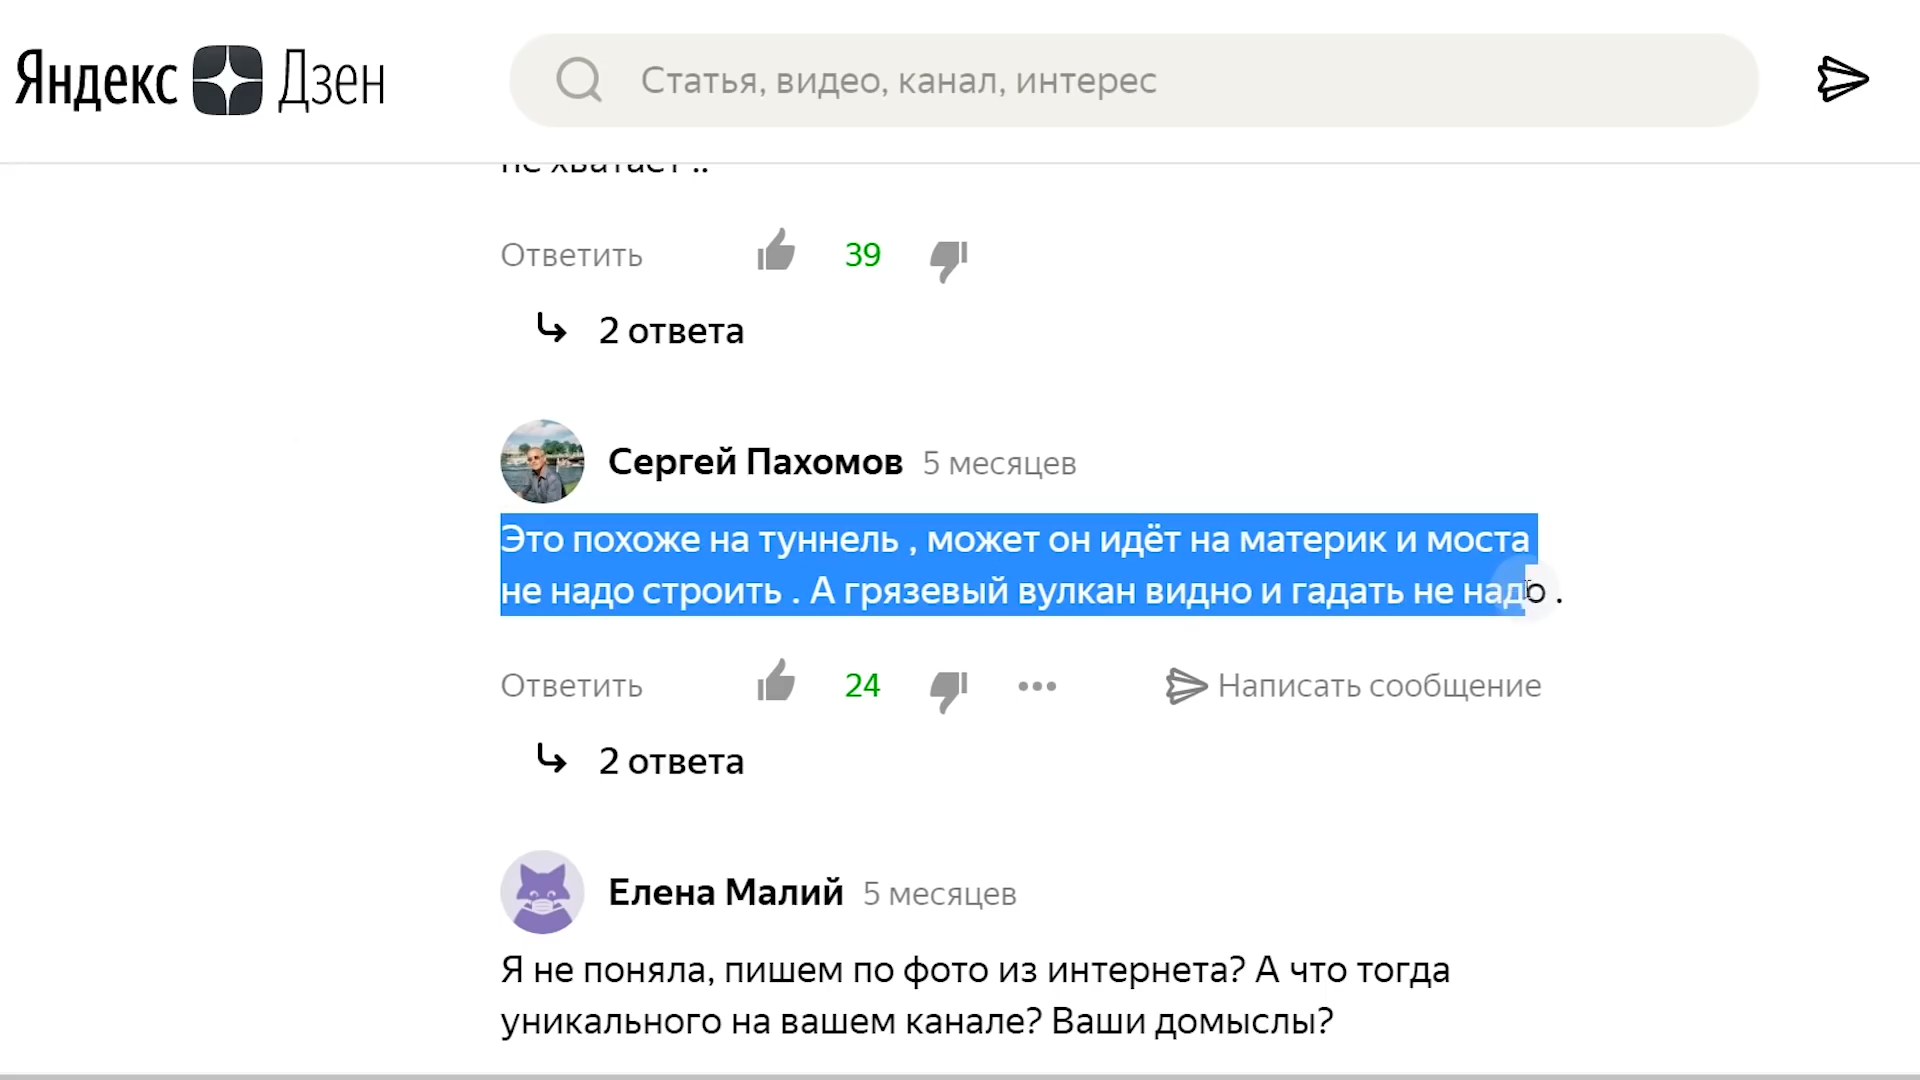 Яндекс Дзен
Статья, видео, канал, интерес
не хватает ..
Ответить 39
2 ответа
Сергей Пахомов 5 месяцев
Это похоже на туннель , может он идёт на материк и моста
не надо строить . А грязевый вулкан видно и гадать не надо .
Ответить 24 Написать сообщение
2 ответа
Елена Малий 5 месяцев
Я не поняла, пишем по фото из интернета? А что тогда
уникального на вашем канале? Ваши домыслы?